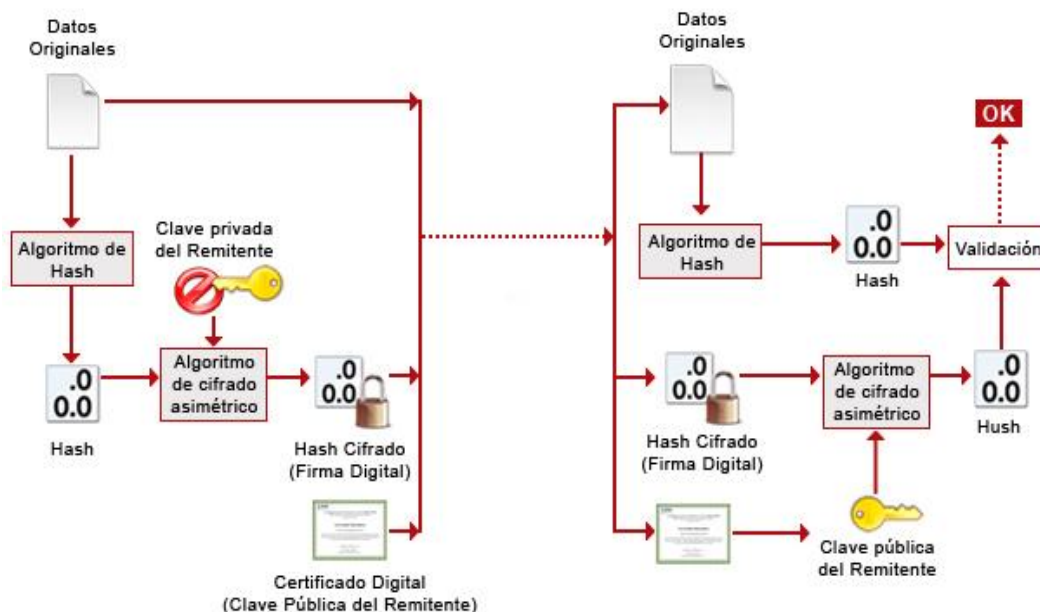 Datos
Originales
Algoritmo de
Hash
Clave privada
del Remitente
.0
0.0
Hash
Algoritmo
de cifrado
asimétrico
.0
0.0
Hash Cifrado
(Firma Digital)
Certificado Digital
(Clave Pública del Remitente)
Datos
Originales
Algoritmo de
Hash
.0
0.0
Hash
OK
Validación
.0
0.0
Hash Cifrado
(Firma Digital)
Algoritmo
de cifrado
asimétrico
.0
0.0
Hush
Clave pública
del Remitente